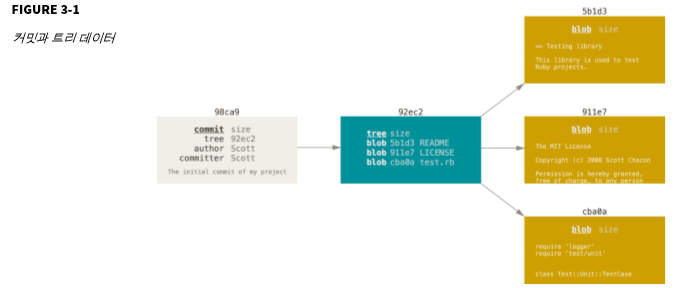 FIGURE 3-1
커밋과 트리 데이터
98ca9
commit size
tree 92ec2
author Scott
committer Scott
The initial commit of my project
92ec2
tree size
blob 5b1d3 README
blob 911e7 LICENSE
blob cba0a test.rb
5b1d3
blob size
== Testing library
This library is used to test
Ruby projects.
911e7
blob size
The MIT License
Copyright (c) 2008 Scott Chacon
Permission is hereby granted,
free of charge, to any person
cba0a
blob size
require 'logger'
require 'test/unit'
class Test::Unit::TestCase